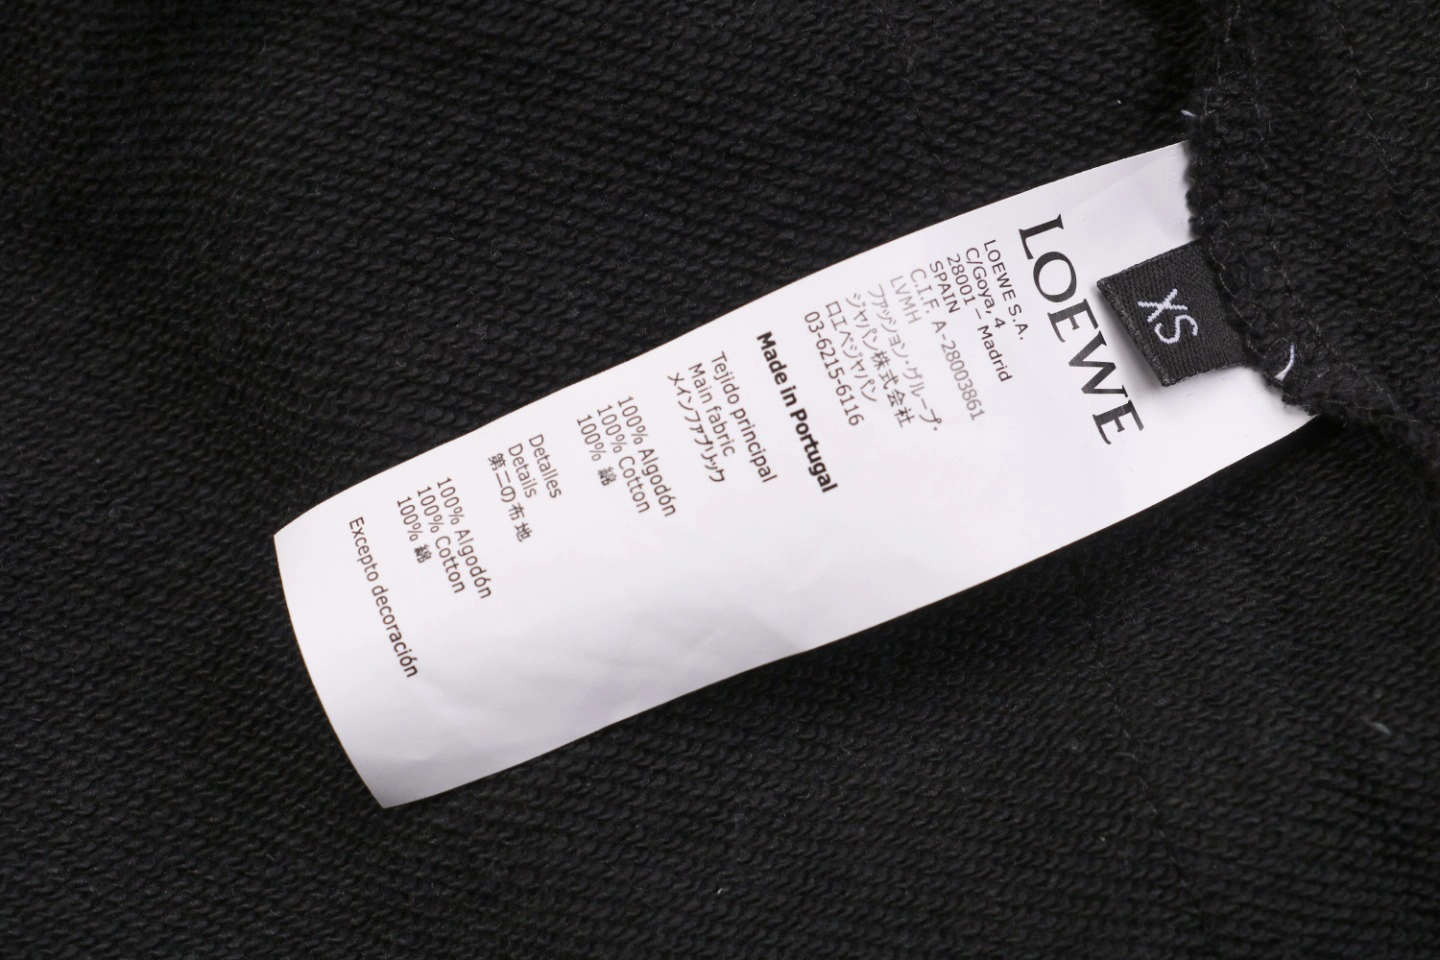 LOEWE
XS
LOEWE S.A.
C/Goya, 4
28001 – Madrid
SPAIN
C.I.F. A-28003861
LVMH
ファッション・グループ・
ジャパン株式会社
ロエベジャパン
03-6215-6116
Made in Portugal
Tejido principal
Main fabric
メインファブリック
100% Algodón
100% Cotton
100% 綿
Detalles
Details
第二の布地
100% Algodón
100% Cotton
100% 綿
Excepto decoración